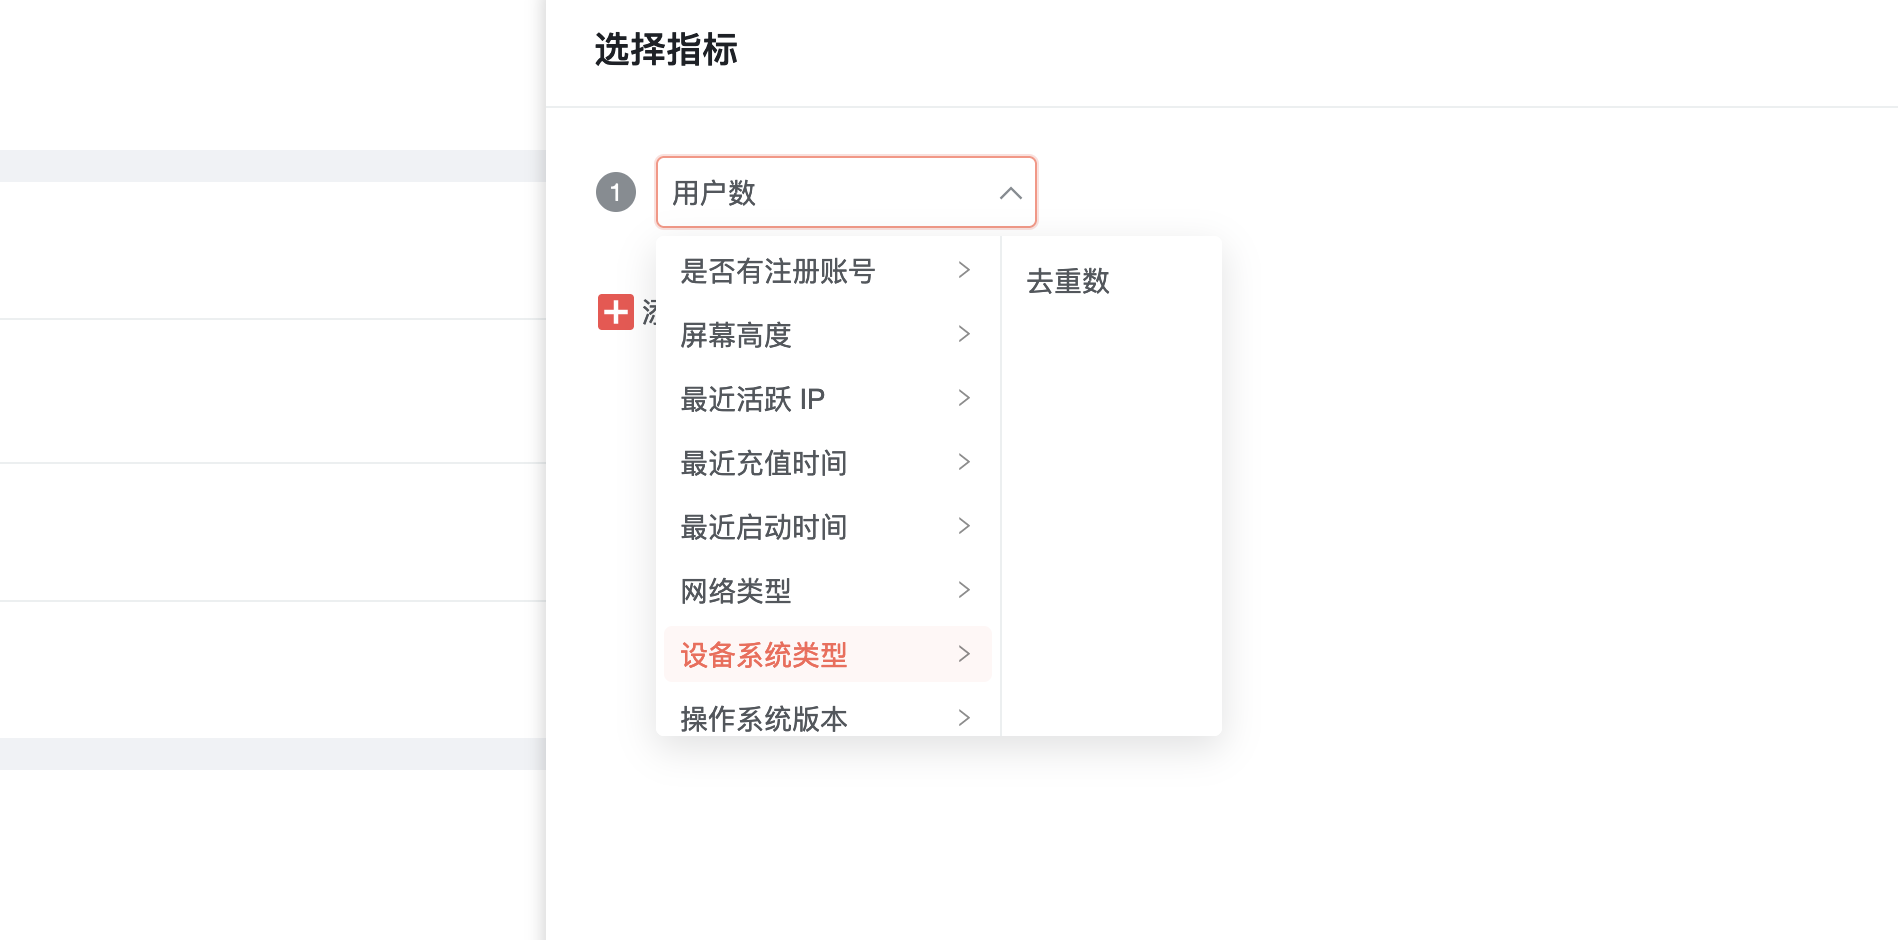 选择指标
1
用户数
是否有注册账号
去重数
屏幕高度
最近活跃 IP
最近充值时间
最近启动时间
网络类型
设备系统类型
操作系统版本